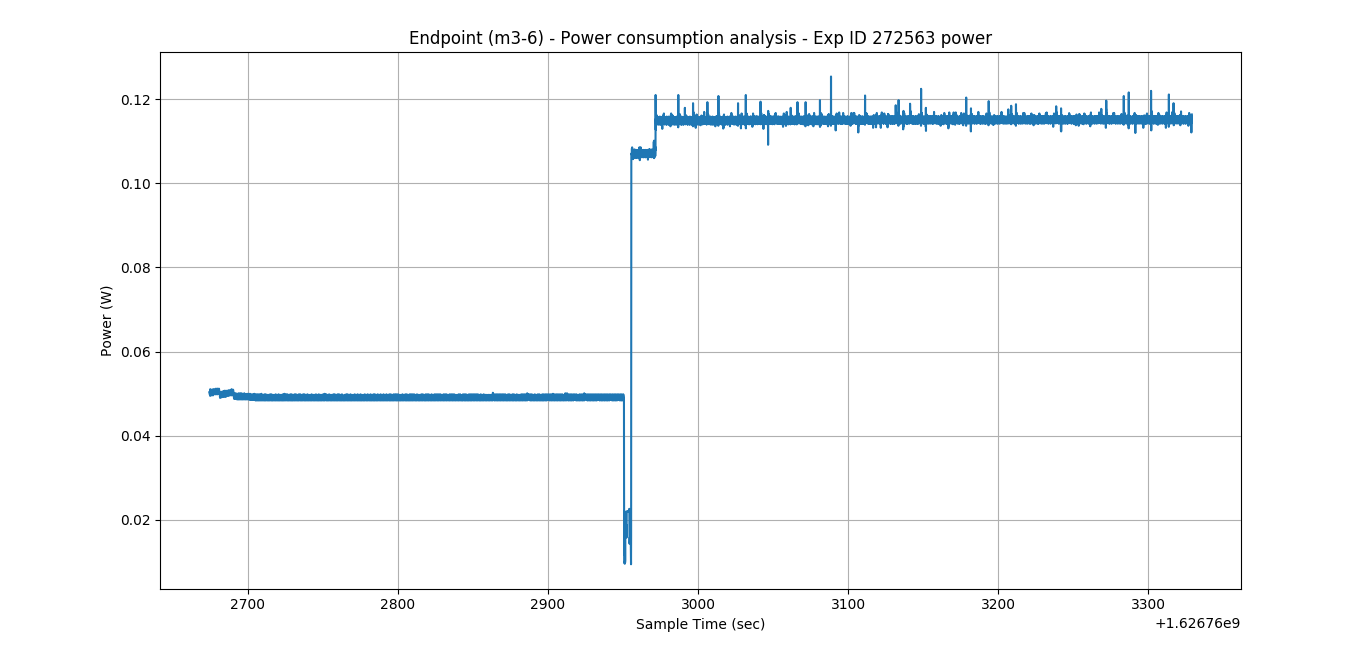 Endpoint (m3-6) - Power consumption analysis - Exp ID 272563 power
0.12
0.10
0.08
0.06
0.04
0.02
Power (W)
2700 2800 2900 3000 3100 3200 3300
Sample Time (sec)
+1.62676e9